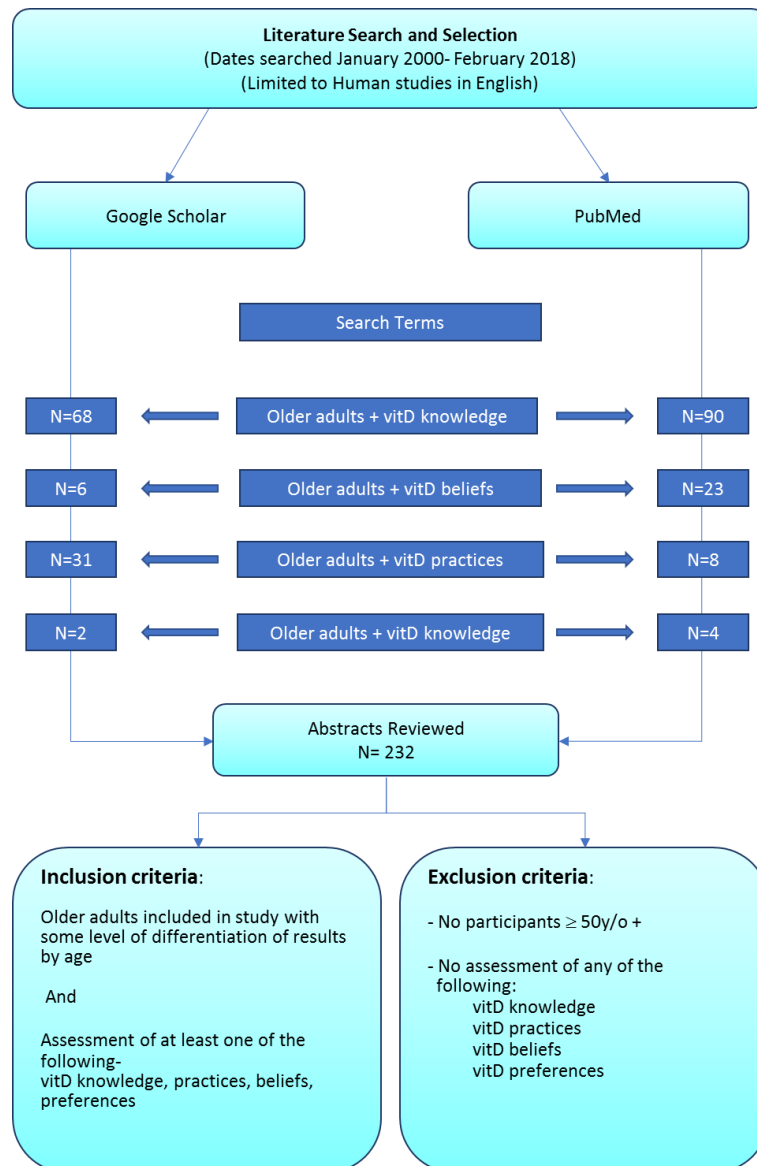 Literature Search and Selection
(Dates searched January 2000- February 2018)
(Limited to Human studies in English)
Google Scholar
PubMed
Search Terms
N=68
Older adults + vitD knowledge
N=90
N=6
Older adults + vitD beliefs
N=23
N=31
Older adults + vitD practices
N=8
N=2
Older adults + vitD knowledge
N=4
Abstracts Reviewed
N= 232
Inclusion criteria:
Older adults included in study with
some level of differentiation of results
by age
And
Assessment of at least one of the
following-
vitD knowledge, practices, beliefs,
preferences
Exclusion criteria:
- No participants ≥ 50y/o +
- No assessment of any of the
following:
vitD knowledge
vitD practices
vitD beliefs
vitD preferences